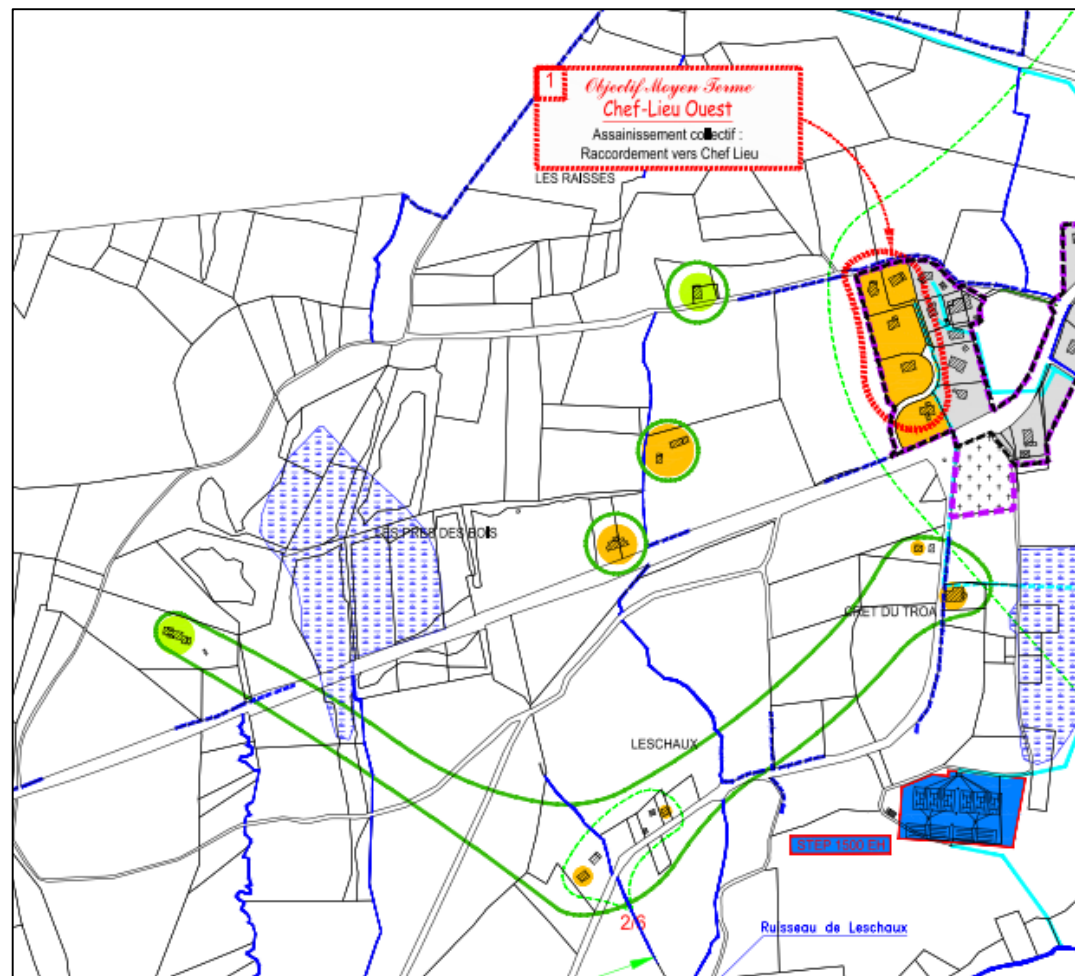 1
Objectif Moyen Terme
Chef-Lieu Ouest
Assainissement collectif :
Raccordement vers Chef Lieu
LES RAISSES
LES PRES DES BOIS
CRET DU TROA
LESCHAUX
STEP 1500 EH
2/6
Ruisseau de Leschaux